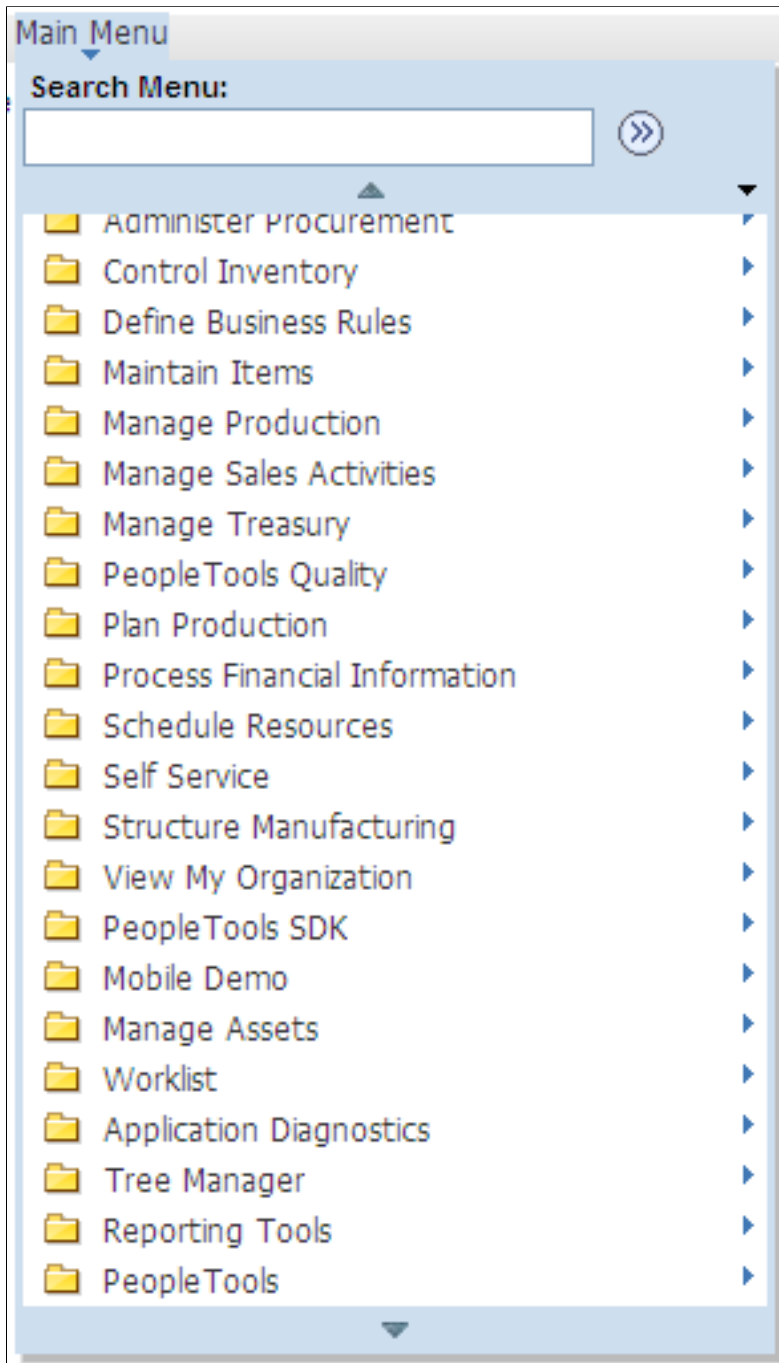 Main Menu
Search Menu:
Administer Procurement
Control Inventory
Define Business Rules
Maintain Items
Manage Production
Manage Sales Activities
Manage Treasury
PeopleTools Quality
Plan Production
Process Financial Information
Schedule Resources
Self Service
Structure Manufacturing
View My Organization
PeopleTools SDK
Mobile Demo
Manage Assets
Worklist
Application Diagnostics
Tree Manager
Reporting Tools
PeopleTools